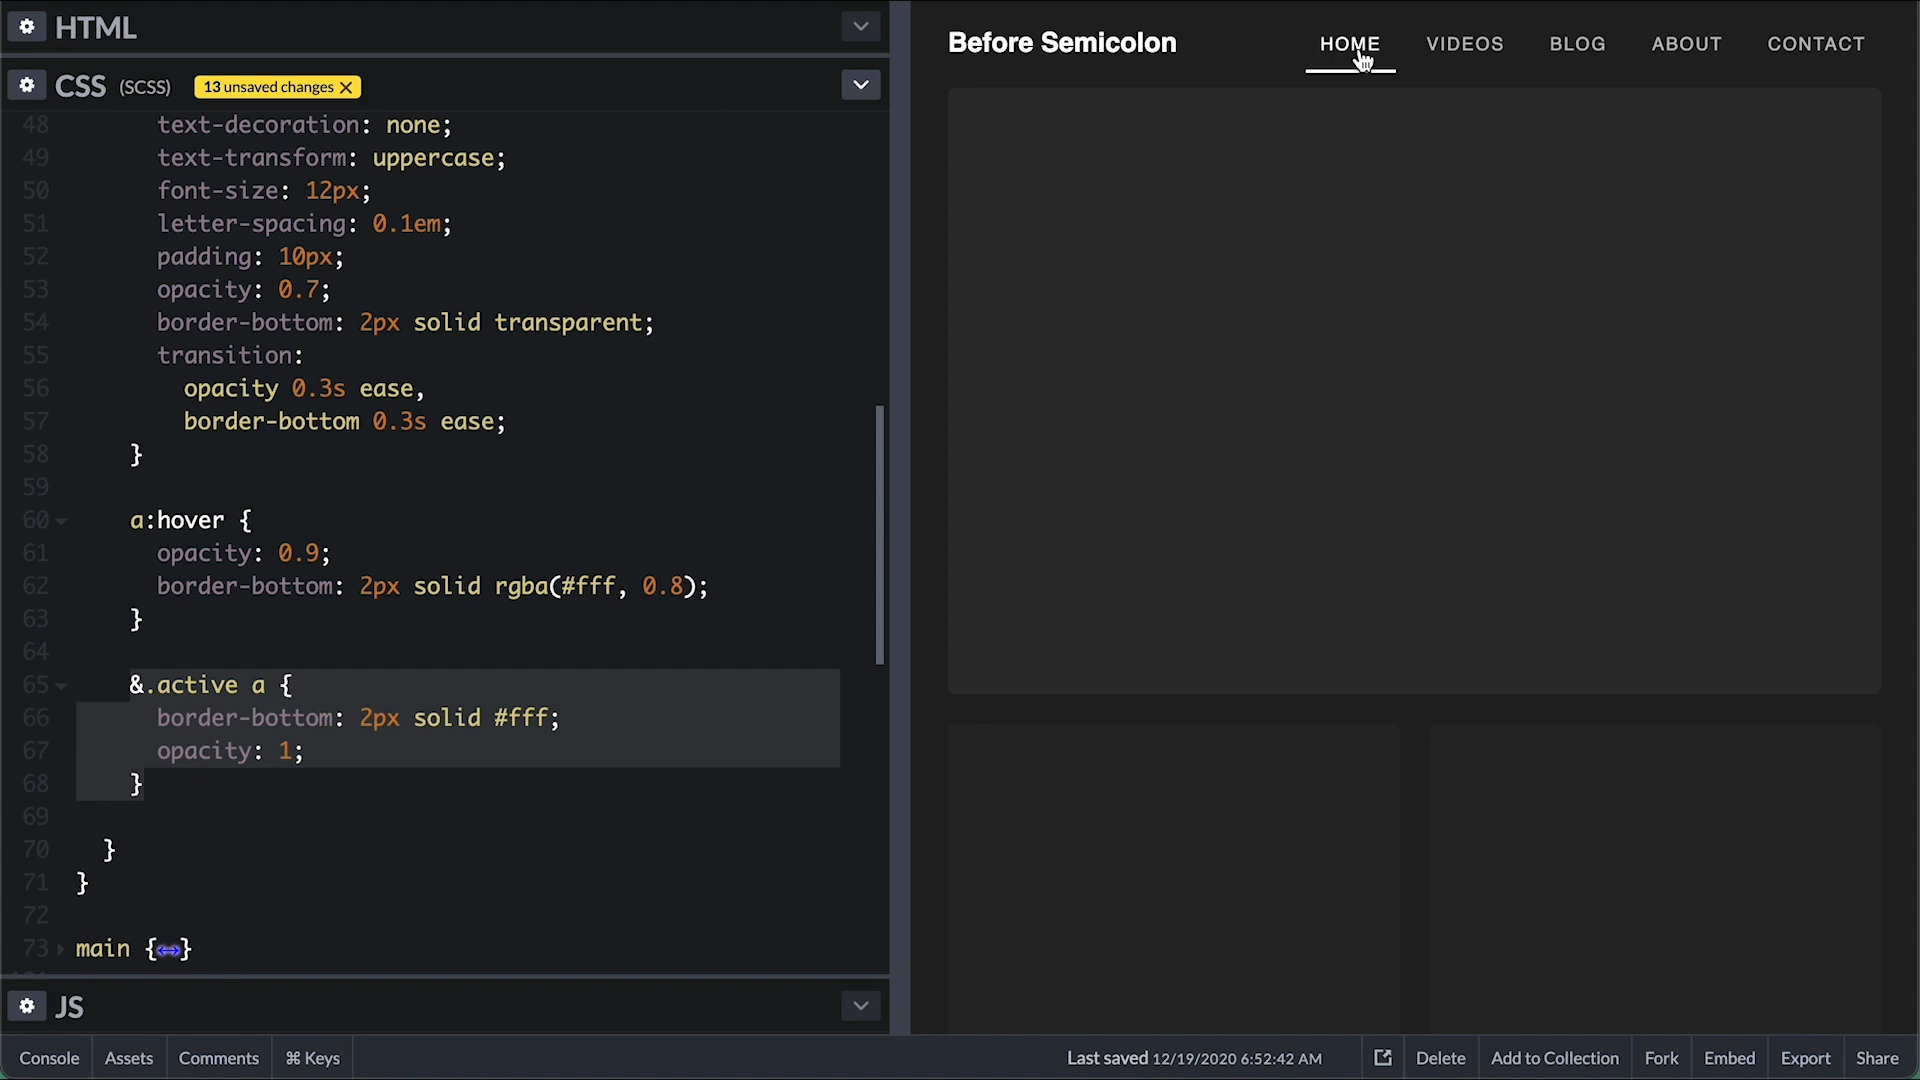 HTML
CSS (SCSS) 13 unsaved changes
48 text-decoration: none;
49 text-transform: uppercase;
50 font-size: 12px;
51 letter-spacing: 0.1em;
52 padding: 10px;
53 opacity: 0.7;
54 border-bottom: 2px solid transparent;
55 transition:
56 opacity 0.3s ease,
57 border-bottom 0.3s ease;
58 }
59
60 a:hover {
61 opacity: 0.9;
62 border-bottom: 2px solid rgba(#fff, 0.8);
63 }
64
65 &.active a {
66 border-bottom: 2px solid #fff;
67 opacity: 1;
68 }
69
70 }
71 }
72
73 main {↔}
JS
Before Semicolon HOME VIDEOS BLOG ABOUT CONTACT
Console Assets Comments ⌘ Keys Last saved 12/19/2020 6:52:42 AM Delete Add to Collection Fork Embed Export Share